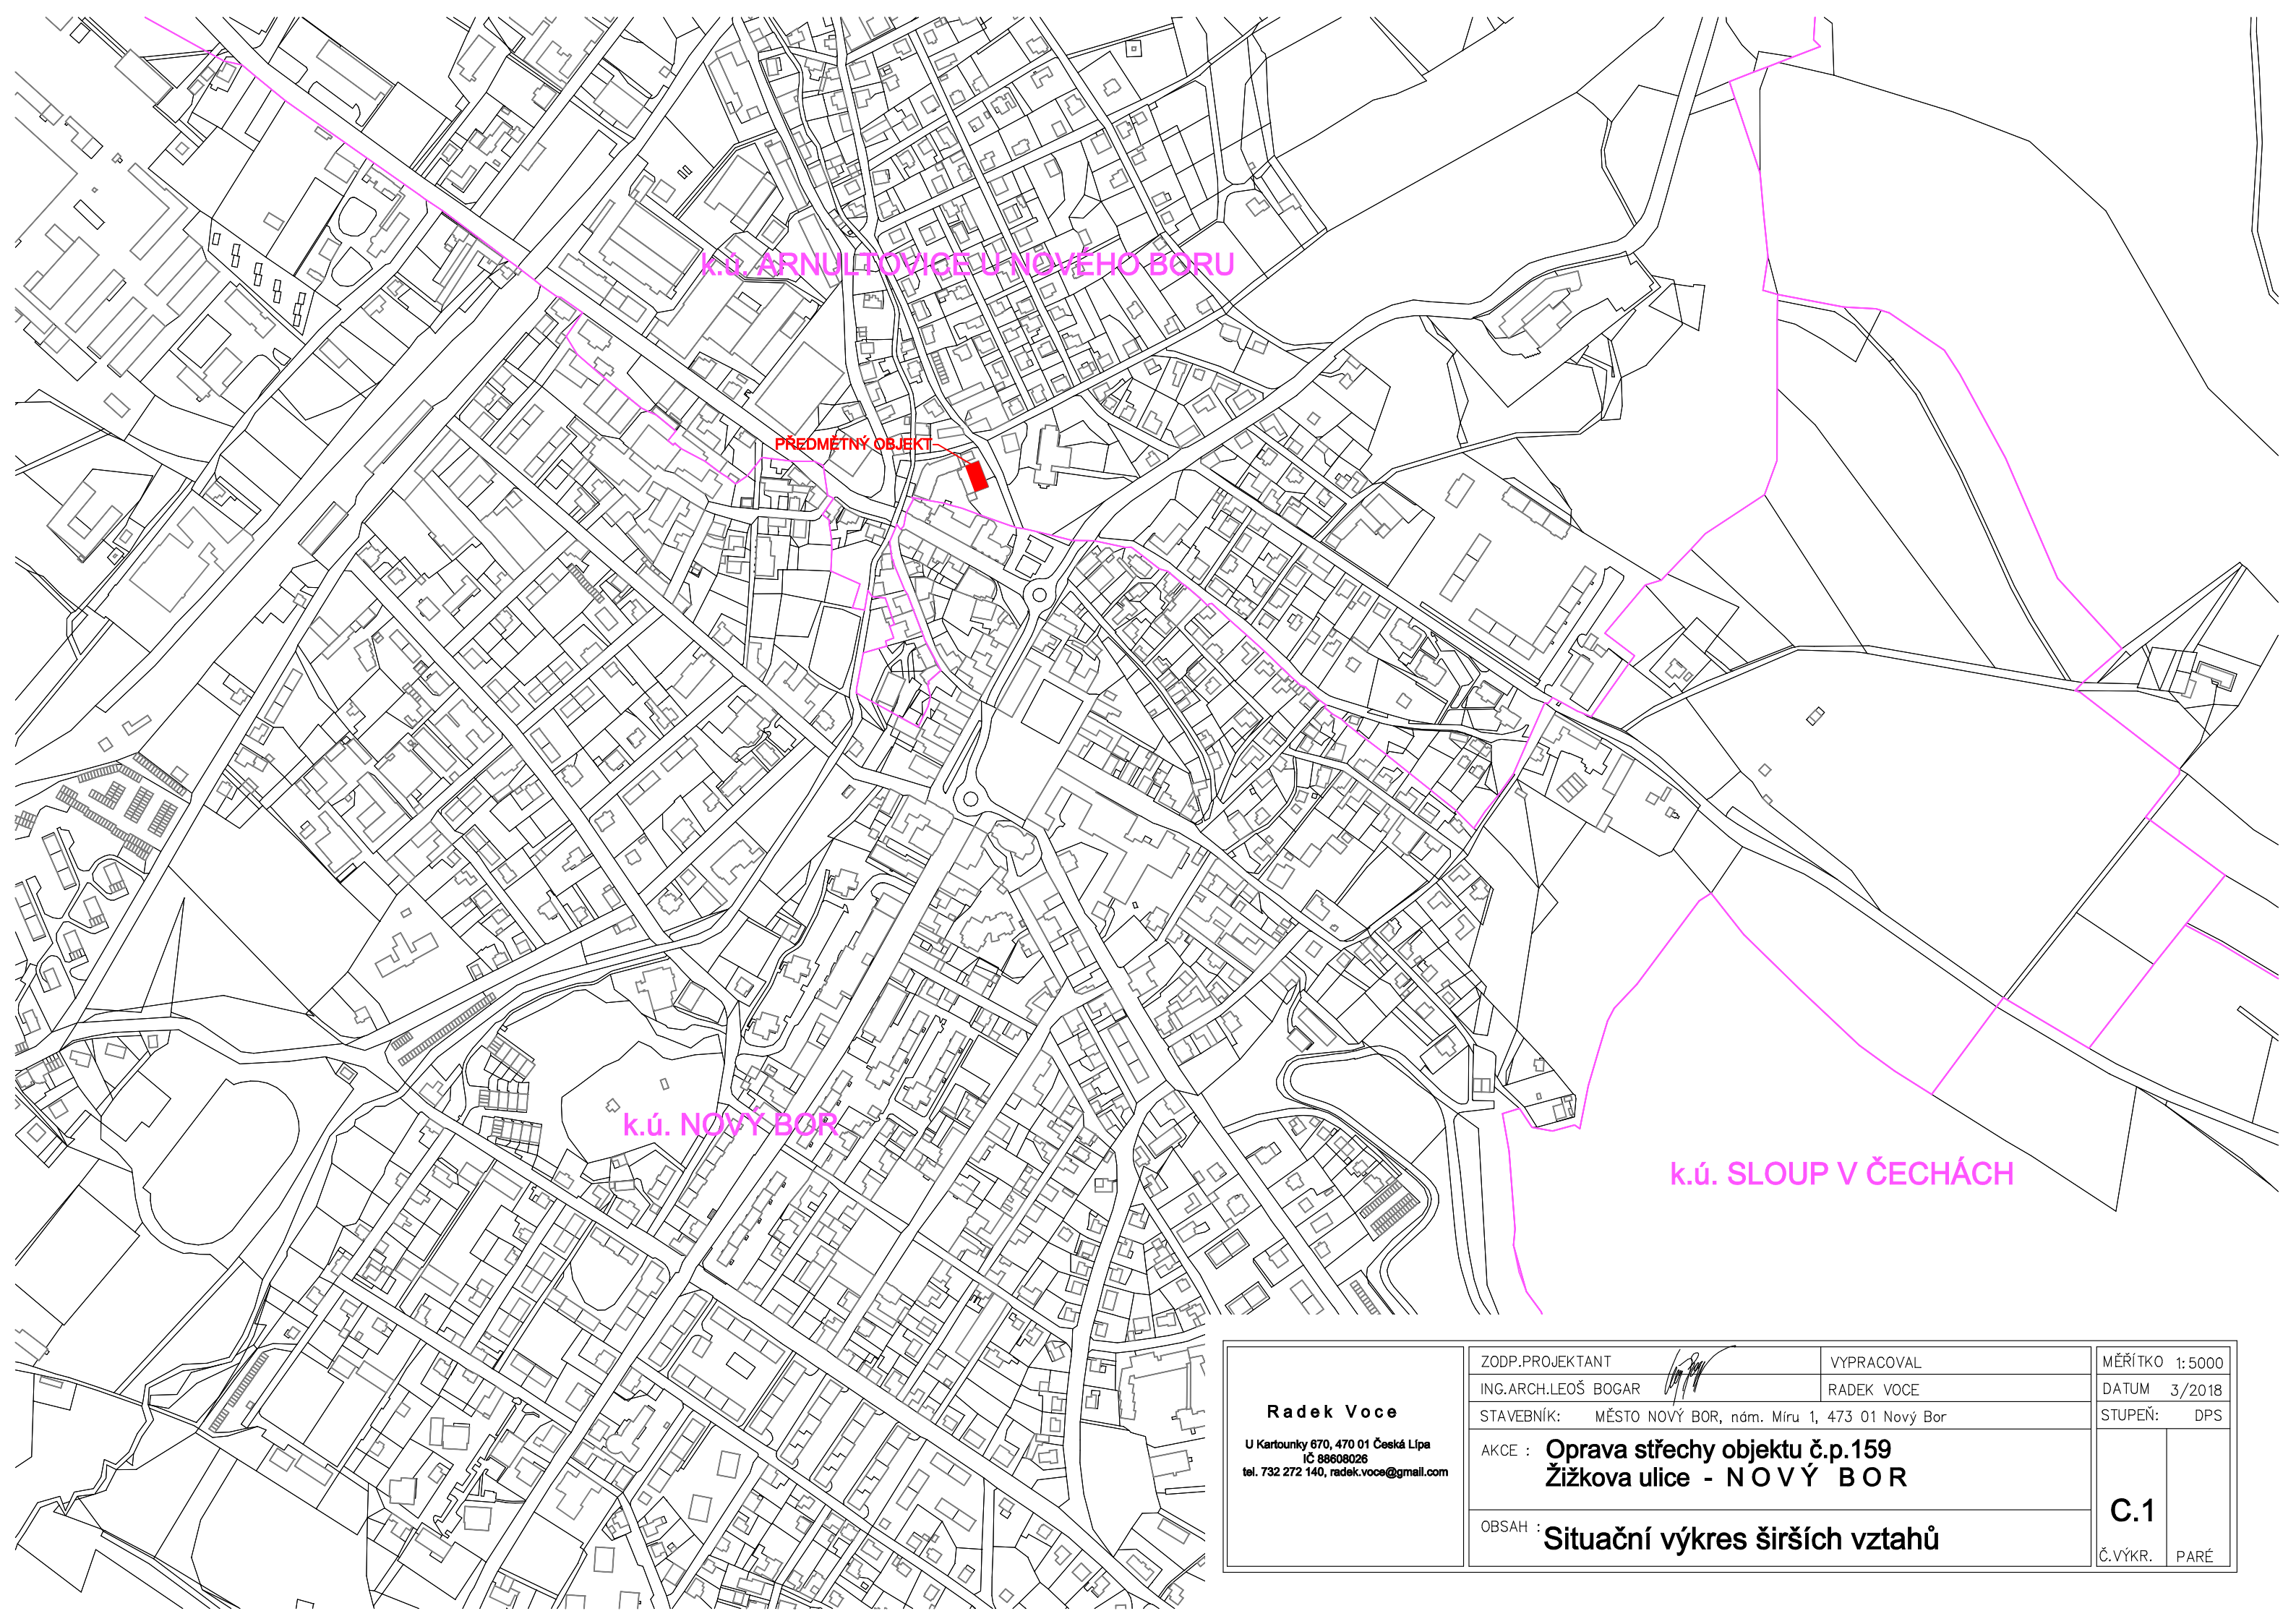 k.ú. ARNULTOVICE U NOVÉHO BORU
PŘEDMĚTNÝ OBJEKT
k.ú. NOVÝ BOR
k.ú. SLOUP V ČECHÁCH
Radek Voce
U Kartounky 670, 470 01 Česká Lípa
IČ 88608026
tel. 732 272 140, radek.voce@gmail.com
ZODP.PROJEKTANT
VYPRACOVAL
ING.ARCH.LEOŠ BOGAR
RADEK VOCE
STAVEBNÍK: MĚSTO NOVÝ BOR, nám. Míru 1, 473 01 Nový Bor
AKCE : Oprava střechy objektu č.p.159
Žižkova ulice - NOVÝ BOR
OBSAH : Situační výkres širších vztahů
MĚŘÍTKO 1:5000
DATUM 3/2018
STUPEŇ: DPS
C.1
Č.VÝKR.
PARÉ